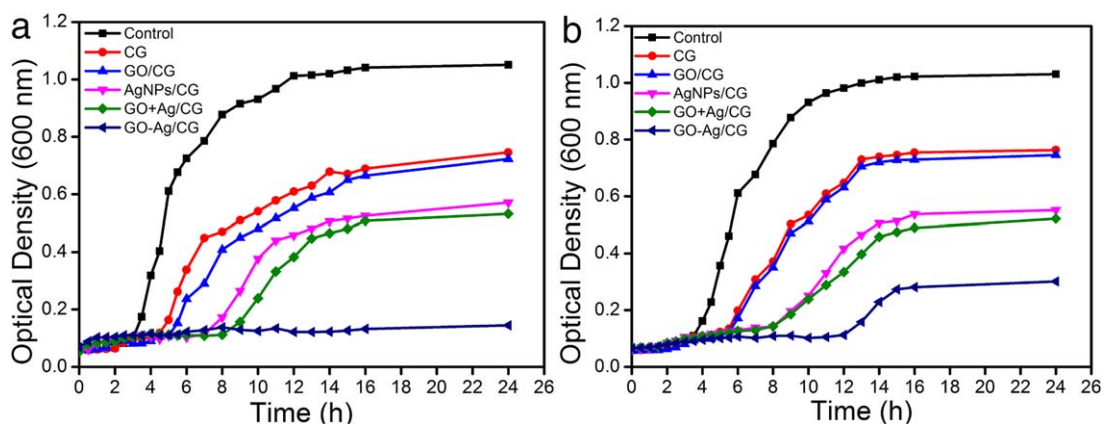 a
Optical Density (600 nm)
1.2
1.0
0.8
0.6
0.4
0.2
0.0
Control
CG
GO/CG
AgNPs/CG
GO+Ag/CG
GO-Ag/CG
0 2 4 6 8 10 12 14 16 18 20 22 24 26
Time (h)
b
Optical Density (600 nm)
1.2
1.0
0.8
0.6
0.4
0.2
0.0
Control
CG
GO/CG
AgNPs/CG
GO+Ag/CG
GO-Ag/CG
0 2 4 6 8 10 12 14 16 18 20 22 24 26
Time (h)